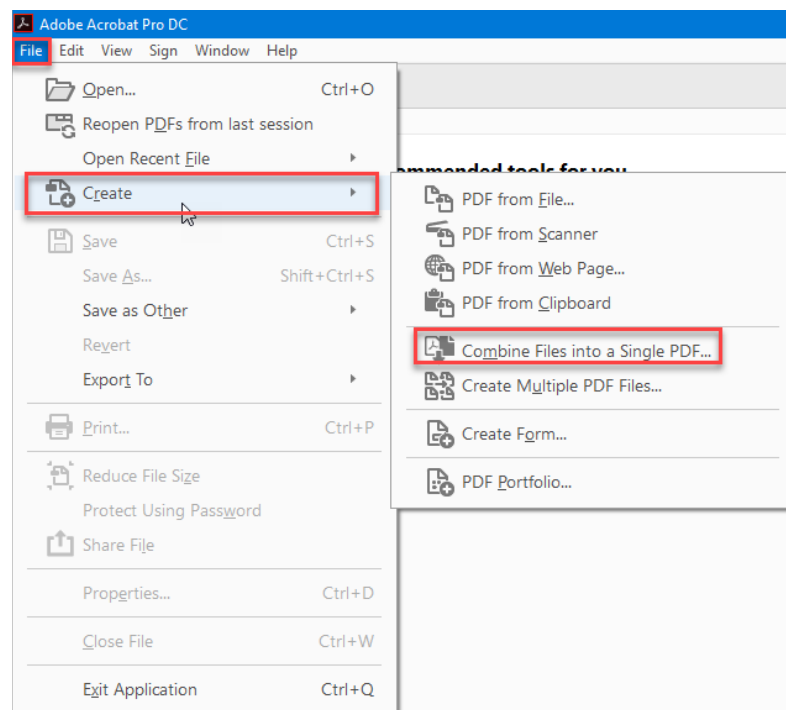 Adobe Acrobat Pro DC
File Edit View Sign Window Help
Open... Ctrl+O
Reopen PDFs from last session
Open Recent File
Create
Save Ctrl+S
Save As... Shift+Ctrl+S
Save as Other
Revert
Export To
Print... Ctrl+P
Reduce File Size
Protect Using Password
Share File
Properties... Ctrl+D
Close File Ctrl+W
Exit Application Ctrl+Q
tools for you
PDF from File...
PDF from Scanner
PDF from Web Page...
PDF from Clipboard
Combine Files into a Single PDF...
Create Multiple PDF Files...
Create Form...
PDF Portfolio...